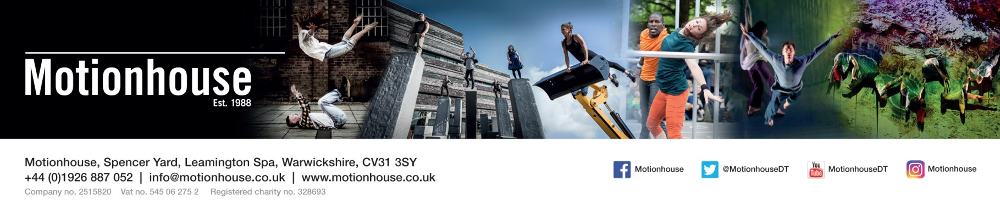 Motionhouse
Est. 1988
Motionhouse, Spencer Yard, Leamington Spa, Warwickshire, CV31 3SY
+44 (0)1926 887 052 | info@motionhouse.co.uk | www.motionhouse.co.uk
Company no. 2515820 Vat no. 545 06 275 2 Registered charity no. 328693
Motionhouse
@MotionhouseDT
You Tube MotionhouseDT
Motionhouse